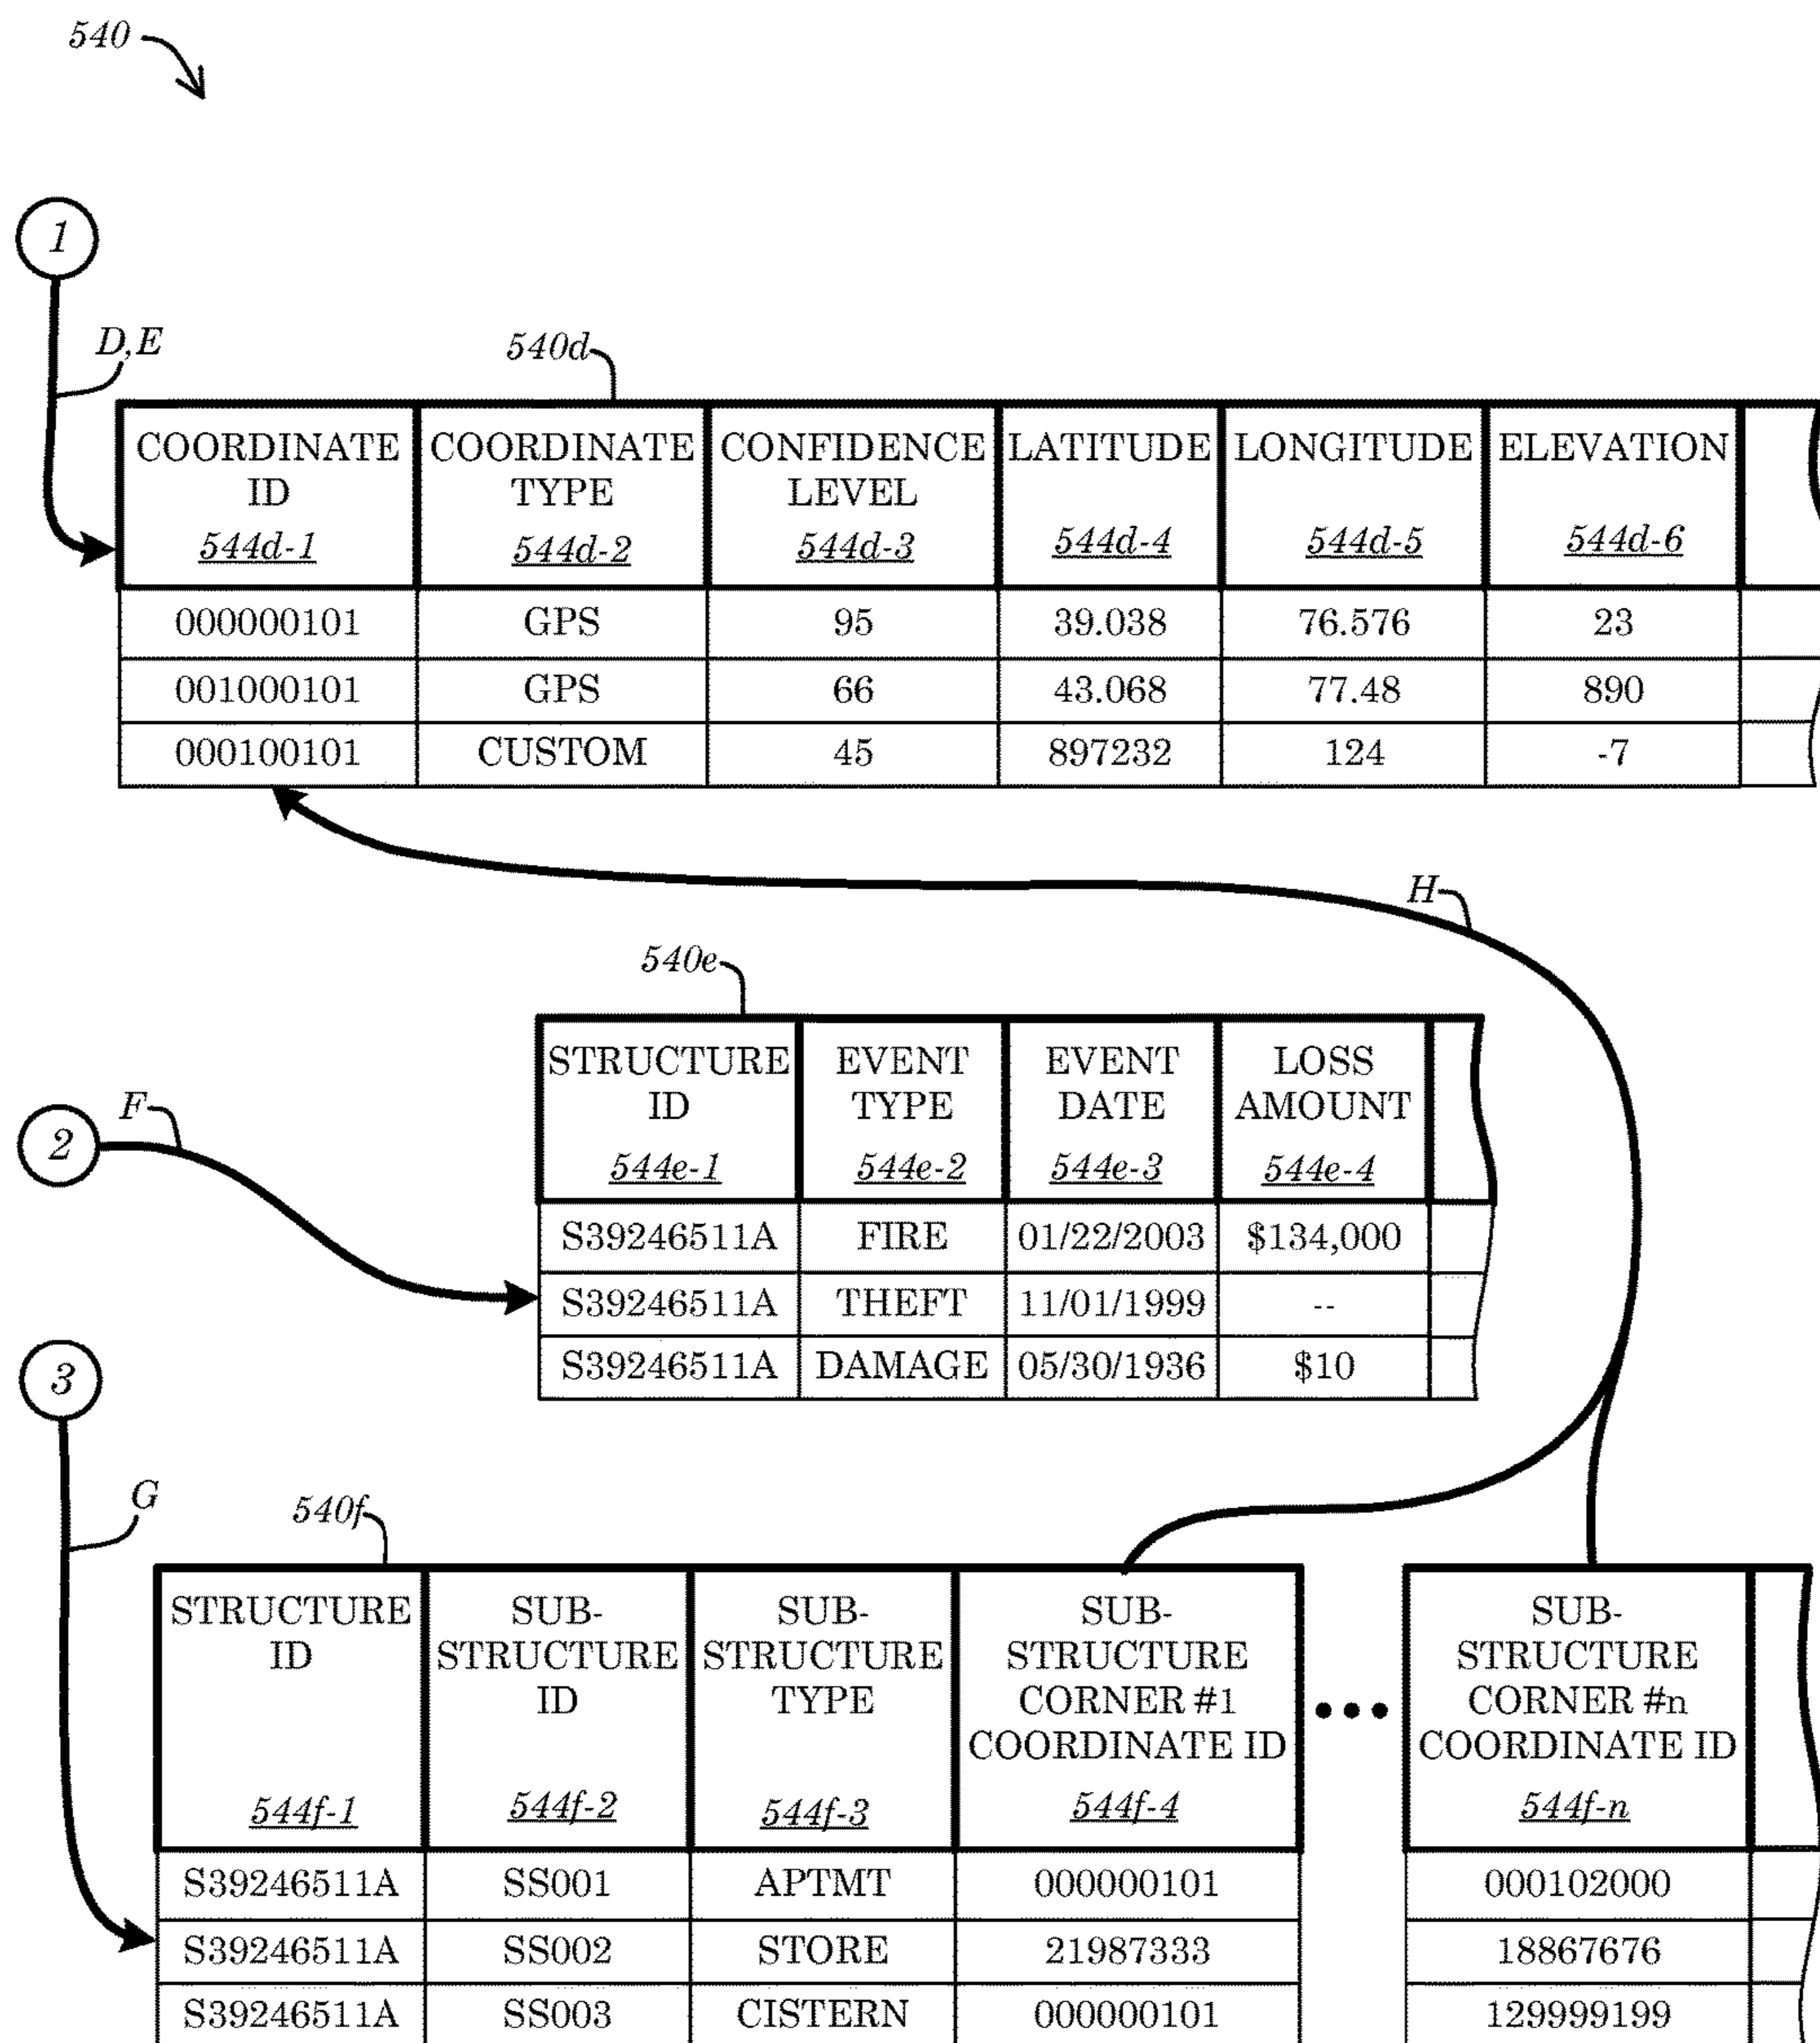 540
1
D,E
540d
COORDINATE ID 544d-1 COORDINATE TYPE 544d-2 CONFIDENCE LEVEL 544d-3 LATITUDE 544d-4 LONGITUDE 544d-5 ELEVATION 544d-6
000000101 GPS 95 39.038 76.576 23
001000101 GPS 66 43.068 77.48 890
000100101 CUSTOM 45 897232 124 -7
H
540e
STRUCTURE ID 544e-1 EVENT TYPE 544e-2 EVENT DATE 544e-3 LOSS AMOUNT 544e-4
2
F
S39246511A FIRE 01/22/2003 $134,000
S39246511A THEFT 11/01/1999 --
S39246511A DAMAGE 05/30/1936 $10
3
G
540f
STRUCTURE ID 544f-1 SUB-STRUCTURE ID 544f-2 SUB-STRUCTURE TYPE 544f-3 SUB-STRUCTURE CORNER #1 COORDINATE ID 544f-4 ••• SUB-STRUCTURE CORNER #n COORDINATE ID 544f-n
S39246511A SS001 APTMT 000000101 000102000
S39246511A SS002 STORE 21987333 18867676
S39246511A SS003 CISTERN 000000101 129999199